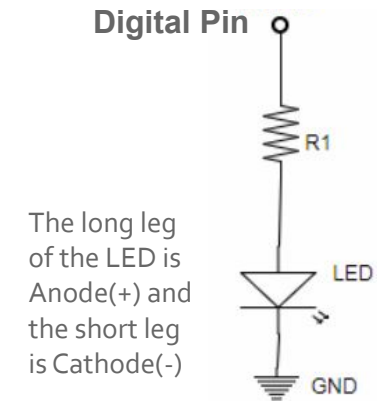 Digital Pin
R1
The long leg
of the LED is
Anode(+) and
the short leg
is Cathode(-)
LED
GND